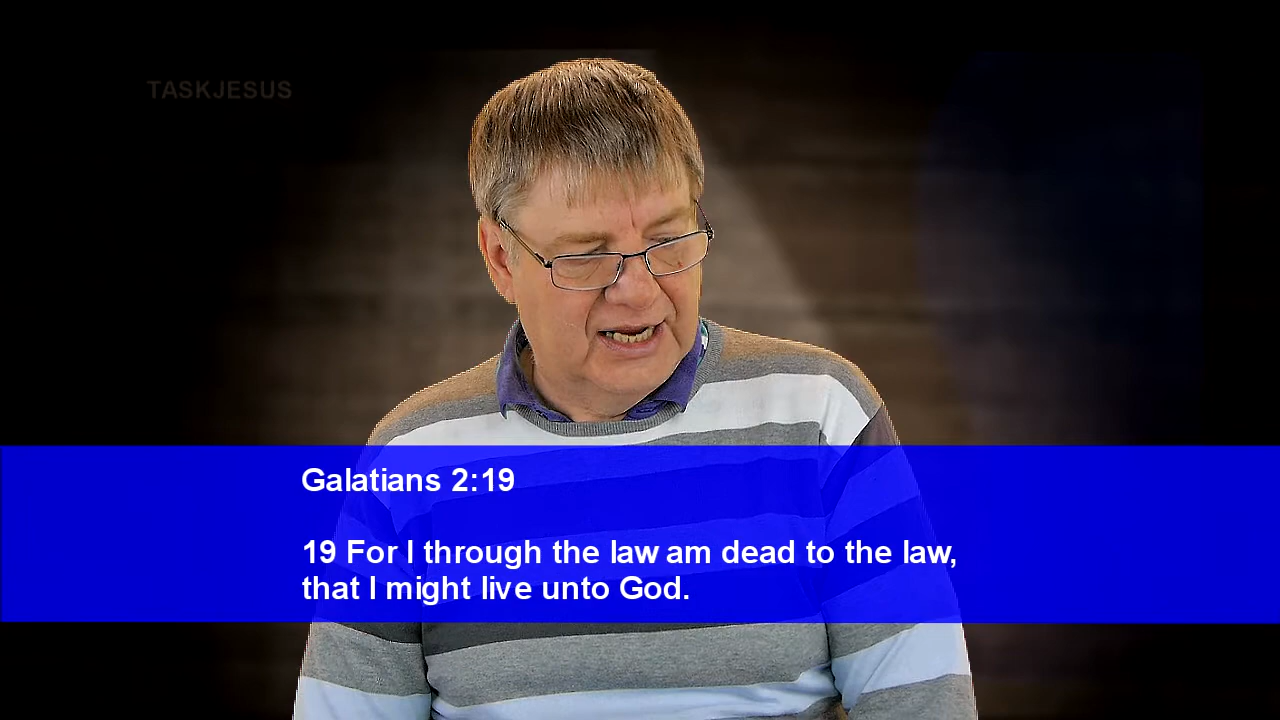 TASKJESUS
Galatians 2:19
19 For I through the law am dead to the law,
that I might live unto God.